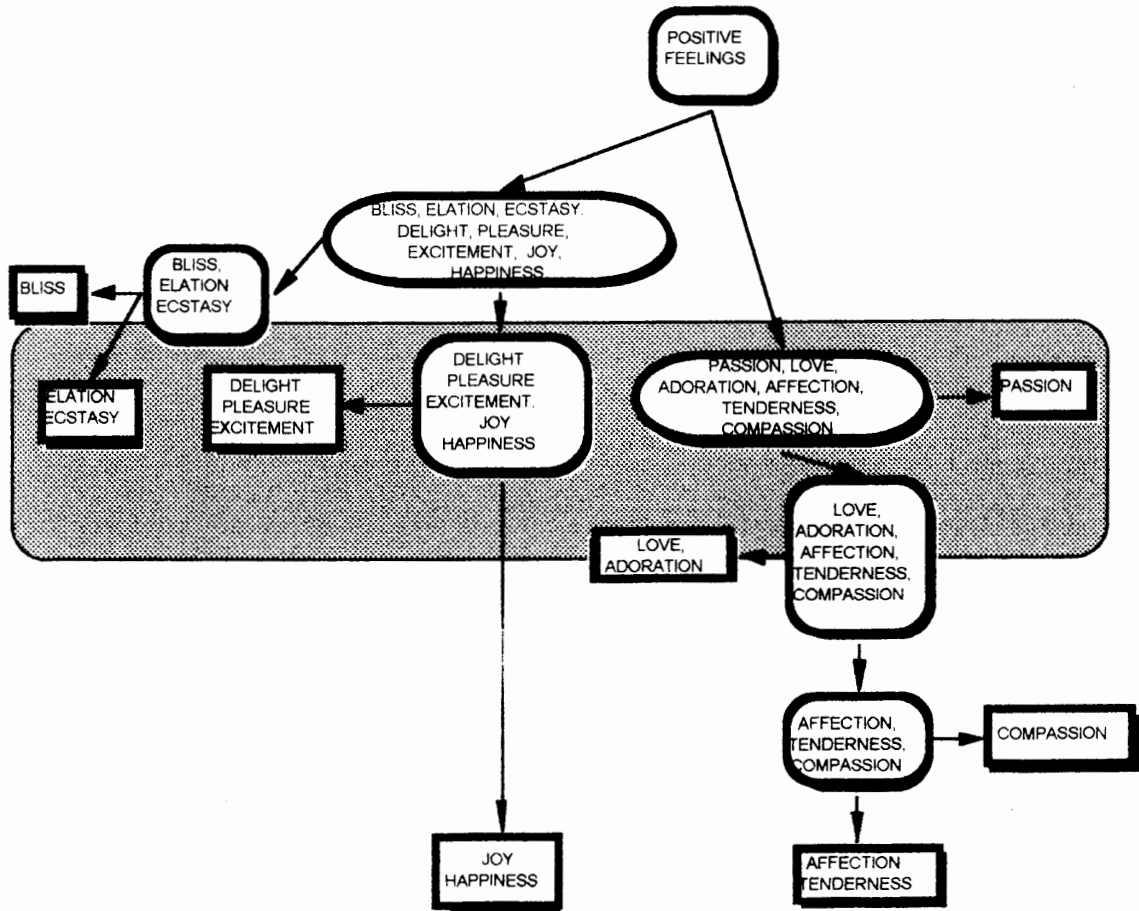 POSITIVE
FEELINGS
BLISS, ELATION, ECSTASY.
DELIGHT, PLEASURE,
EXCITEMENT, JOY,
HAPPINESS
BLISS,
ELATION
ECSTASY
BLISS
ELATION
ECSTASY
DELIGHT
PLEASURE
EXCITEMENT
DELIGHT
PLEASURE
EXCITEMENT.
JOY
HAPPINESS
PASSION, LOVE,
ADORATION, AFFECTION,
TENDERNESS,
COMPASSION
PASSION
LOVE,
ADORATION,
AFFECTION,
TENDERNESS,
COMPASSION
LOVE,
ADORATION
AFFECTION,
TENDERNESS,
COMPASSION
COMPASSION
JOY
HAPPINESS
AFFECTION
TENDERNESS